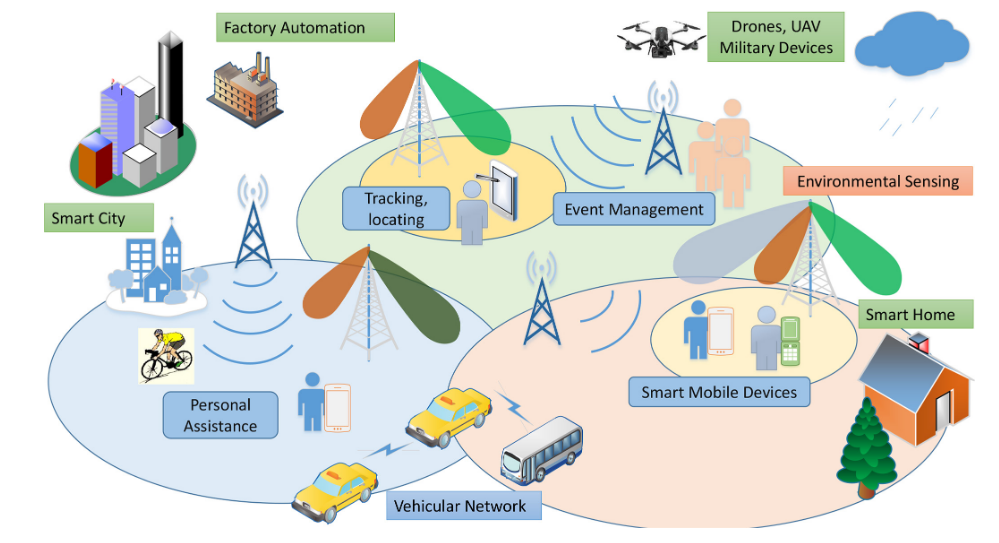 Factory Automation
Drones, UAV
Military Devices
Environmental Sensing
Tracking,
locating
Event Management
Smart City
Smart Home
Smart Mobile Devices
Personal
Assistance
Vehicular Network